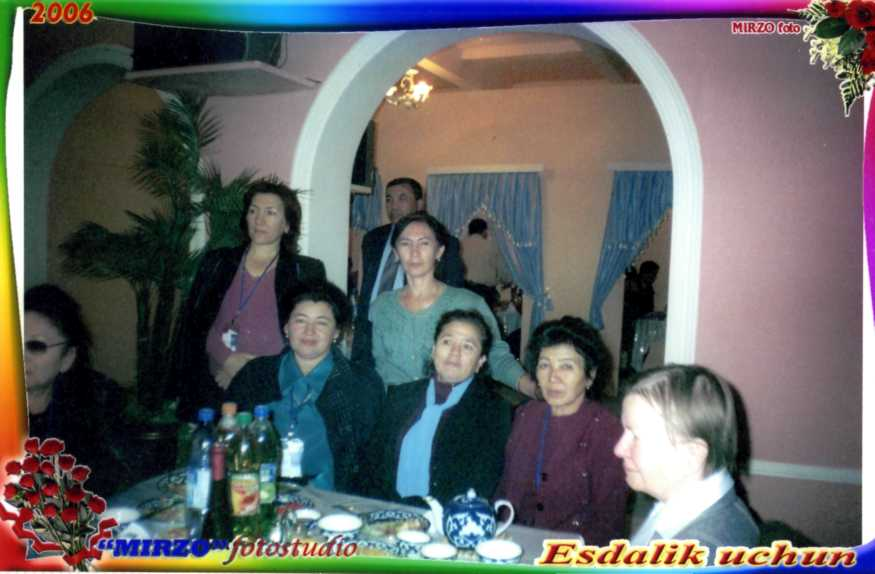 2006
MIRZO foto
"MIRZO" fotostudio
Esdalik uchun